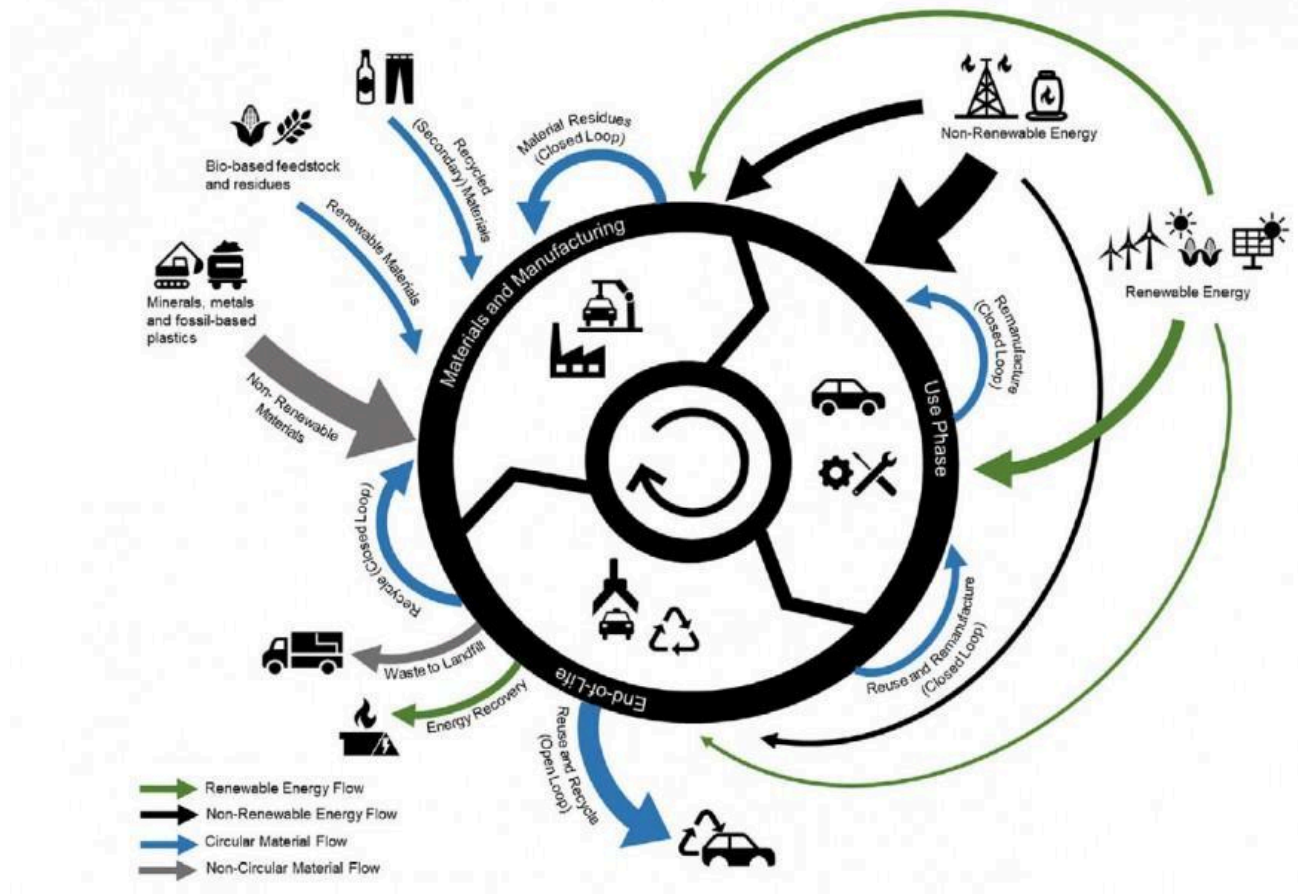 Non-Renewable Energy
Recycled
(Secondary) Materials
Material Residues
(Closed Loop)
Bio-based feedstock
and residues
Renewable Materials
Materials and Manufacturing
Minerals, metals
and fossil-based
plastics
Renewable Energy
Remanufacture
(Closed Loop)
Non- Renewable
Materials
Use Phase
Recycle (Closed Loop)
Reuse and Remanufacture
(Closed Loop)
Waste to Landfill
End-of-Life
Energy Recovery
Reuse and Recycle
(Open Loop)
Renewable Energy Flow
Non-Renewable Energy Flow
Circular Material Flow
Non-Circular Material Flow